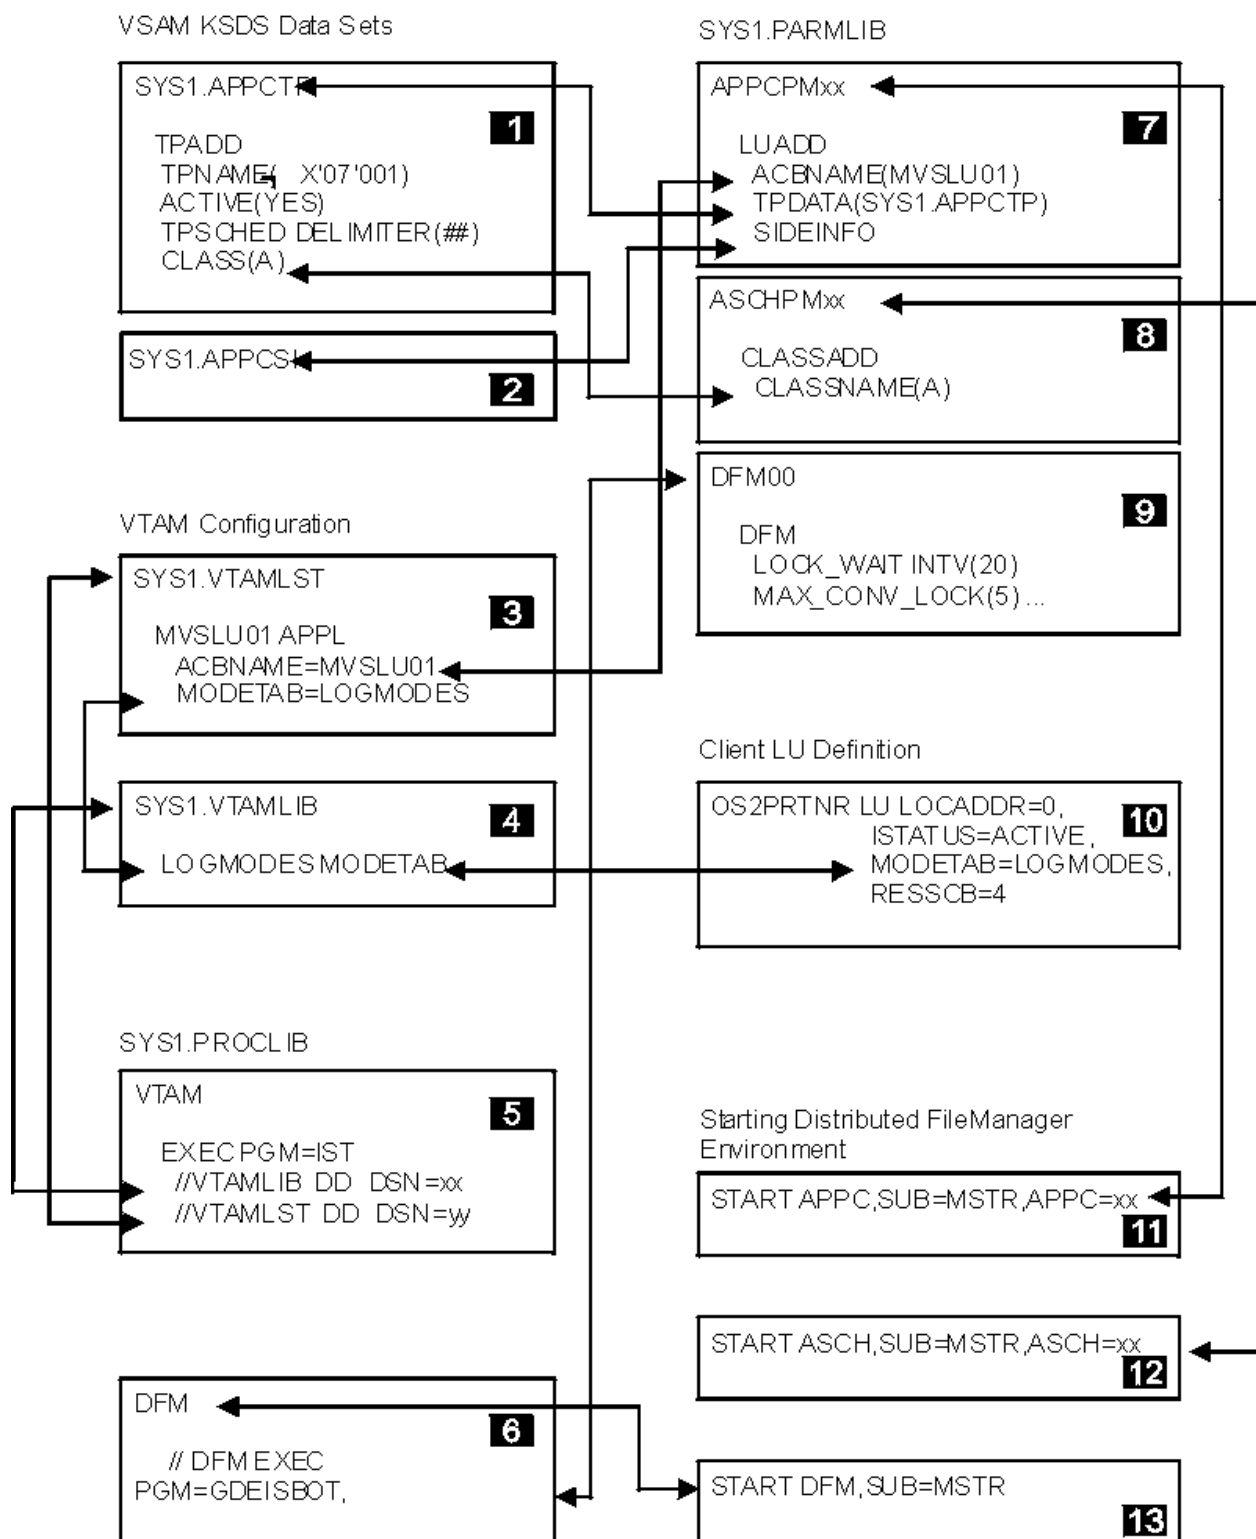 VSAM KSDS Data Sets
SYS1.APPCTP
1
TPADD
TPNAME(¬ X'07'001)
ACTIVE(YES)
TPSCHED DELIMITER(##)
CLASS(A)
SYS1.APPCSI
2
VTAM Configuration
SYS1.VTAMLST
3
MVSLU01 APPL
ACBNAME=MVSLU01
MODETAB=LOGMODES
SYS1.VTAMLIB
4
LOGMODES MODETAB
SYS1.PROCLIB
VTAM
5
EXEC PGM=IST
//VTAMLIB DD DSN=xx
//VTAMLST DD DSN=yy
DFM
6
// DFM EXEC
PGM=GDEISBOT,
SYS1.PARMLIB
APPCPMxx
7
LUADD
ACBNAME(MVSLU01)
TPDATA(SYS1.APPCTP)
SIDEINFO
ASCHPMxx
8
CLASSADD
CLASSNAME(A)
DFM00
9
DFM
LOCK_WAIT INTV(20)
MAX_CONV_LOCK(5)...
Client LU Definition
OS2PRTNR LU LOCADDR=0,
10
ISTATUS=ACTIVE,
MODETAB=LOGMODES,
RESSCB=4
Starting Distributed FileManager
Environment
START APPC,SUB=MSTR,APPC=xx
11
START ASCH,SUB=MSTR,ASCH=xx
12
START DFM,SUB=MSTR
13